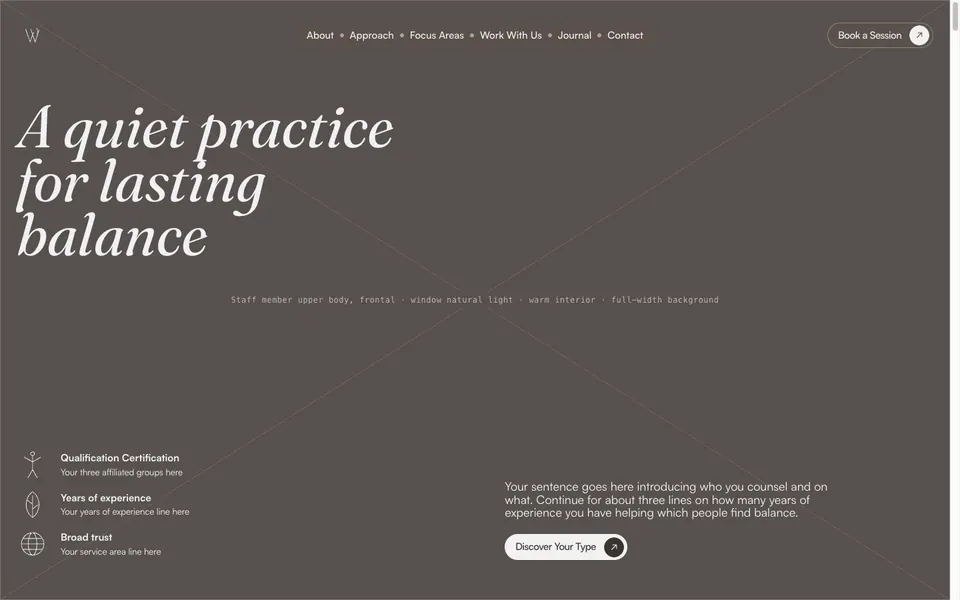 W
About • Approach • Focus Areas • Work With Us • Journal • Contact
Book a Session
A quiet practice
for lasting
balance
Staff member upper body, frontal · window natural light · warm interior · full-width background
Qualification Certification
Your three affiliated groups here
Years of experience
Your years of experience line here
Broad trust
Your service area line here
Your sentence goes here introducing who you counsel and on
what. Continue for about three lines on how many years of
experience you have helping which people find balance.
Discover Your Type